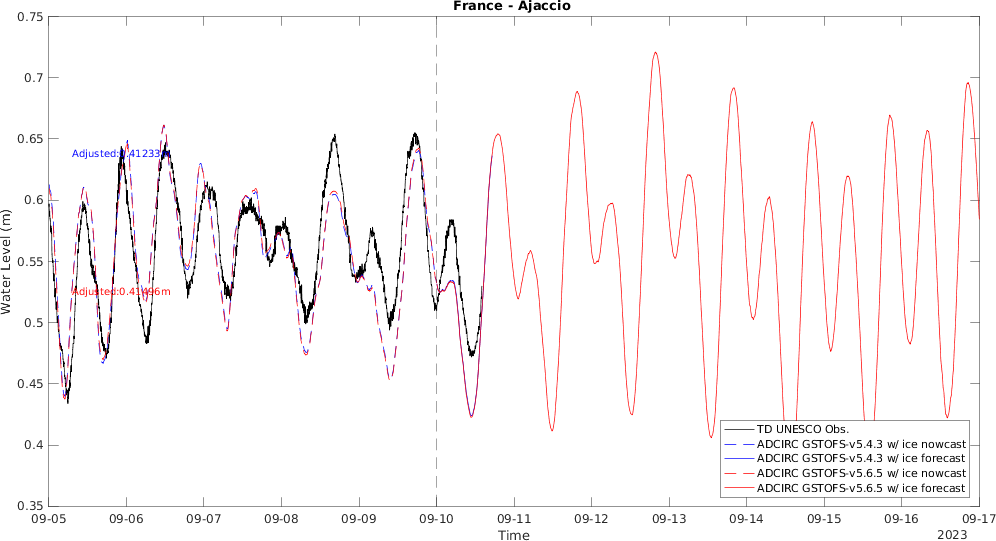 France - Ajaccio
0.75
0.7
0.65
0.6
0.55
0.5
0.45
0.4
0.35
Water Level (m)
Adjusted:0.41233
Adjusted:0.41496m
TD UNESCO Obs.
ADCIRC GSTOFS-v5.4.3 w/ ice nowcast
ADCIRC GSTOFS-v5.4.3 w/ ice forecast
ADCIRC GSTOFS-v5.6.5 w/ ice nowcast
ADCIRC GSTOFS-v5.6.5 w/ ice forecast
09-05 09-06 09-07 09-08 09-09 09-10 09-11 09-12 09-13 09-14 09-15 09-16 09-17
Time
2023